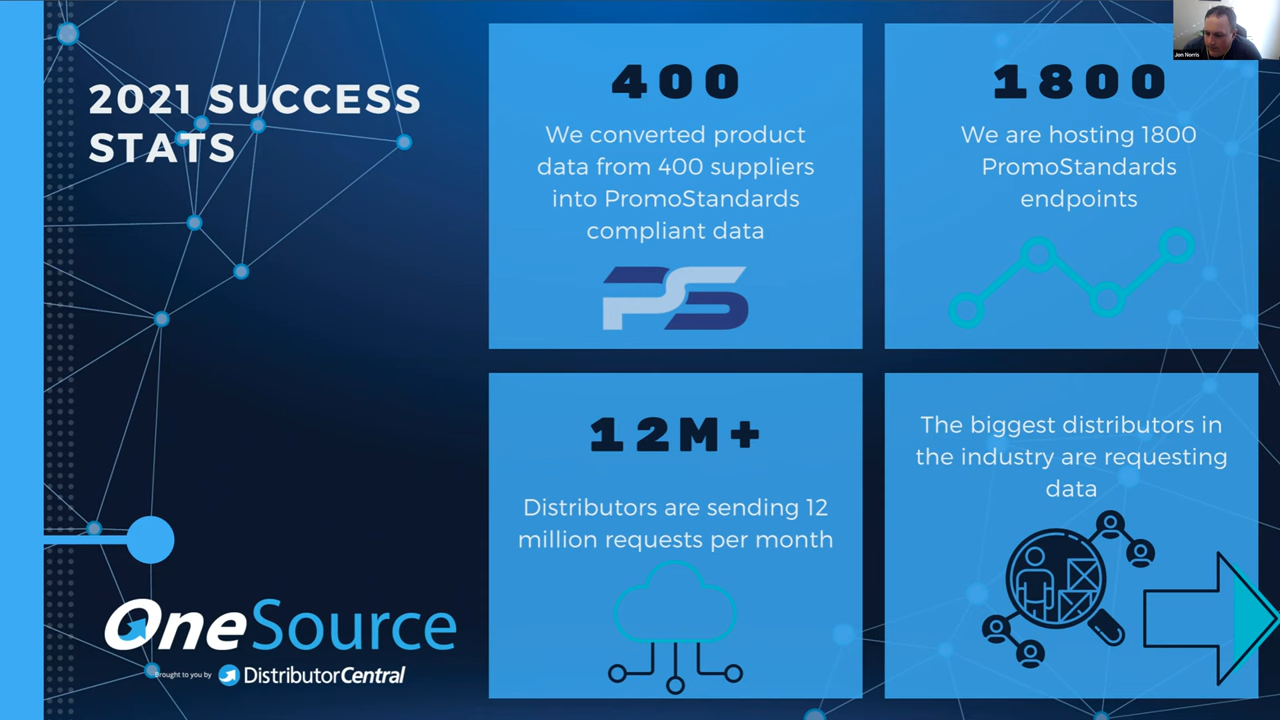 2021 SUCCESS
STATS
400
We converted product
data from 400 suppliers
into PromoStandards
compliant data
PS
1800
We are hosting 1800
PromoStandards
endpoints
12M+
Distributors are sending 12
million requests per month
The biggest distributors in
the industry are requesting
data
OneSource
Brought to you by DistributorCentral
Jon Norris